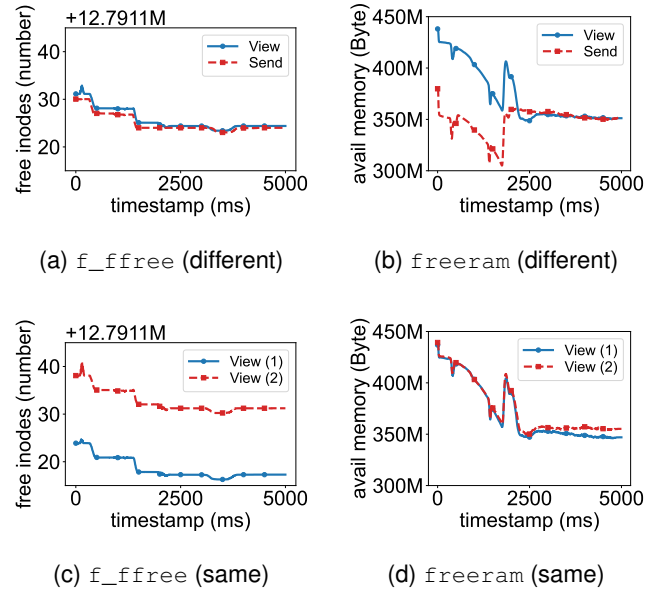 +12.7911M
free inodes (number)
40
30
20
View
Send
0 2500 5000
timestamp (ms)
(a) f_ffree (different)
avail memory (Byte)
450M
400M
350M
300M
View
Send
0 2500 5000
timestamp (ms)
(b) freeram (different)
+12.7911M
free inodes (number)
40
30
20
View (1)
View (2)
0 2500 5000
timestamp (ms)
(c) f_ffree (same)
avail memory (Byte)
450M
400M
350M
300M
View (1)
View (2)
0 2500 5000
timestamp (ms)
(d) freeram (same)